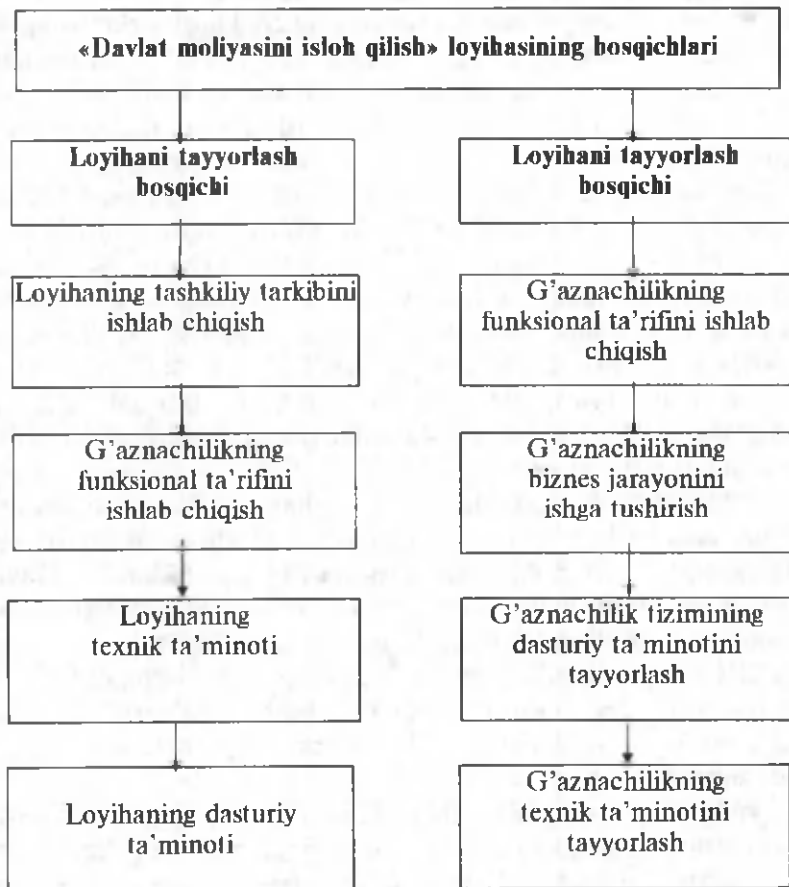 «Davlat moliyasini isloh qilish» loyihasining bosqichlari
Loyihani tayyorlash
bosqichi
Loyihaning tashkiliy tarkibini
ishlab chiqish
G'aznachilikning
funksional ta'rifini
ishlab chiqish
Loyihaning
texnik ta'minoti
Loyihaning dasturiy
ta'minoti
Loyihani tayyorlash
bosqichi
G'aznachilikning
funksional ta'rifini ishlab
chiqish
G'aznachilikning
biznes jarayonini
ishga tushirish
G'aznachilik tizimining
dasturiy ta'minotini
tayyorlash
G'aznachilikning
texnik ta'minotini
tayyorlash